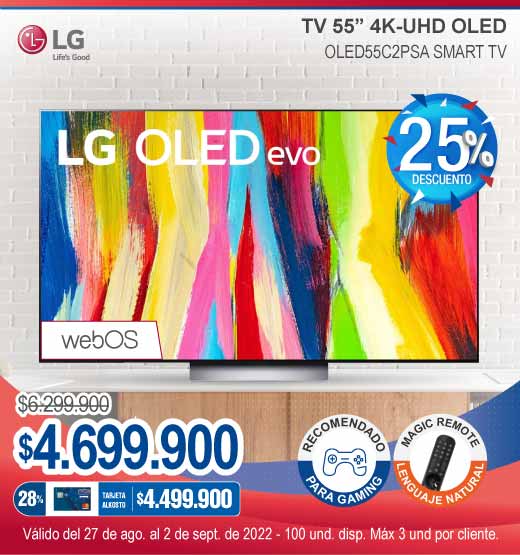 LG
Life's Good
TV 55” 4K-UHD OLED
OLED55C2PSA SMART TV
25%
DESCUENTO
LG OLED evo
webOS
$6.299.900
$4.699.900
28%
TARJETA
ALKOSTO
$4.499.900
RECOMENDADO
PARA GAMING
MAGIC REMOTE
LENGUAJE NATURAL
Válido del 27 de ago. al 2 de sept. de 2022 - 100 und. disp. Máx 3 und por cliente.